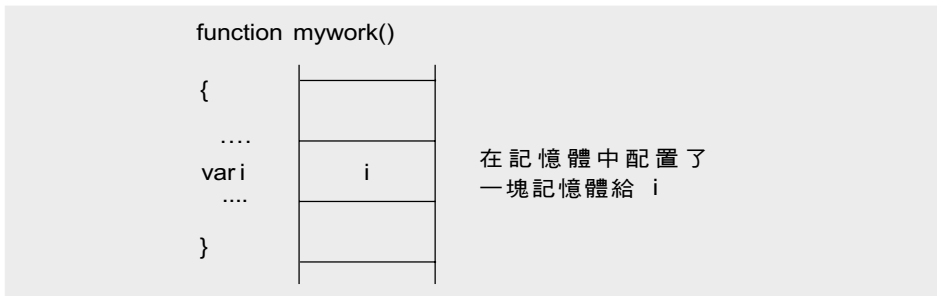 function mywork()
{
....
var i
i
....
}
在記憶體中配置了
一塊記憶體給 i